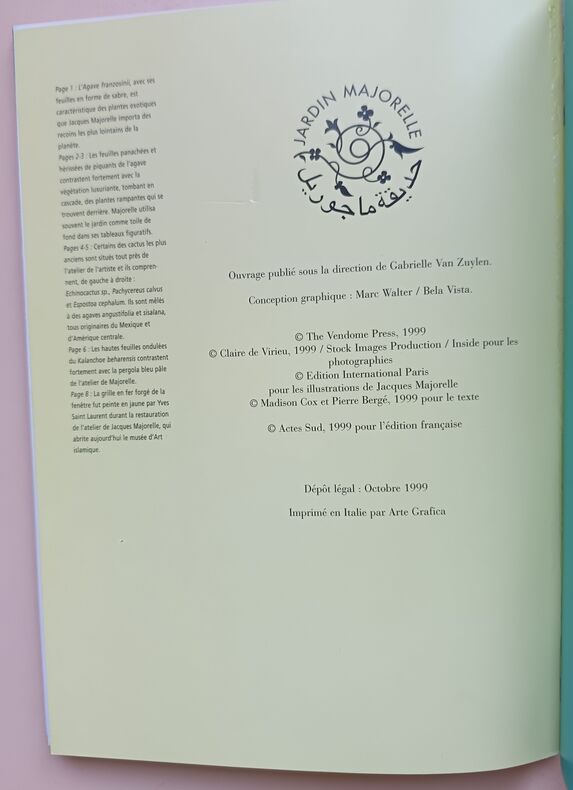 Page 1 : L'Agave franzosinii, avec ses
feuilles en forme de sabre, est
caractéristique des plantes exotiques
que Jacques Majorelle importa des
recoins les plus lointains de la
planète.
Pages 2-3 : Les feuilles panachées et
hérissées de piquants de l'agave
contrastent fortement avec la
végétation luxuriante, tombant en
cascade, des plantes rampantes qui se
trouvent derrière. Majorelle utilisa
souvent le jardin comme toile de
fond dans ses tableaux figuratifs.
Pages 4-5 : Certains des cactus les plus
anciens sont situés tout près de
l'atelier de l'artiste et ils compren-
nent, de gauche à droite :
Echinocactus sp., Pachycereus calvus
et Espostoa cephalum. Ils sont mêlés
à des agaves angustifolia et sisalana,
tous originaires du Mexique et
d'Amérique centrale.
Page 6 : Les hautes feuilles ondulées
du Kalanchoe beharensis contrastent
fortement avec la pergola bleu pâle
de l'atelier de Majorelle.
Page 8 : La grille en fer forgé de la
fenêtre fut peinte en jaune par Yves
Saint Laurent durant la restauration
de l'atelier de Jacques Majorelle, qui
abrite aujourd'hui le musée d'Art
islamique.
JARDIN MAJORELLE
حديقة ماجوريل
Ouvrage publié sous la direction de Gabrielle Van Zuylen.
Conception graphique : Marc Walter / Bela Vista.
© The Vendome Press, 1999
© Claire de Virieu, 1999 / Stock Images Production / Inside pour les
photographies
© Edition International Paris
pour les illustrations de Jacques Majorelle
© Madison Cox et Pierre Bergé, 1999 pour le texte
© Actes Sud, 1999 pour l'édition française
Dépôt légal : Octobre 1999
Imprimé en Italie par Arte Grafica